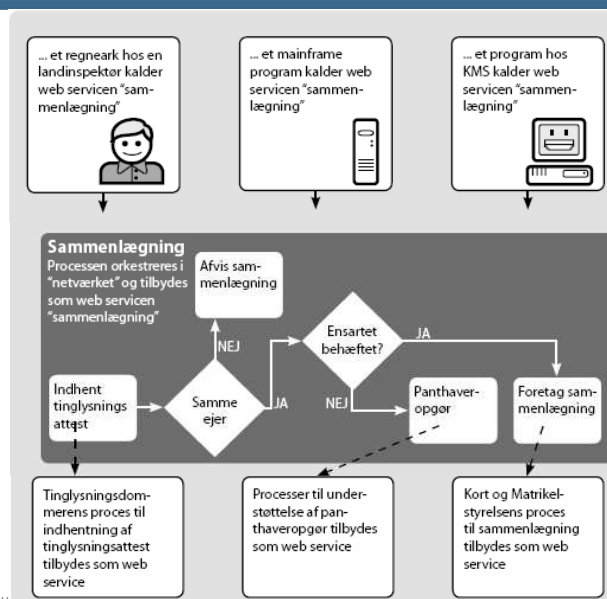 ... et regneark hos en
landinspektør kalder
web servicen “sam-
menlægning”
... et mainframe
program kalder web
servicen “sammen-
lægning”
... et program hos
KMS kalder web
servicen “sammen-
lægning”
Sammenlægning
Processen orkestreres i
“netværket” og tilbydes
som web servicen
“sammenlægning”
Afvis sam-
menlægning
NEJ
Indhent
tinglysnings
attest
Samme
ejer
JA
Ensartet
behæftet?
JA
NEJ
Panthaver-
opgør
Foretag sam-
menlægning
Tinglysningsdom-
merens proces til
indhentning af
tinglysningsattest
tilbydes som web
service
Processer til under-
støttelse af pan-
thaveropgør tilbydes
som web service
Kort og Matrikel-
styrelsens proces
til sammenlægning
tilbydes som web
service